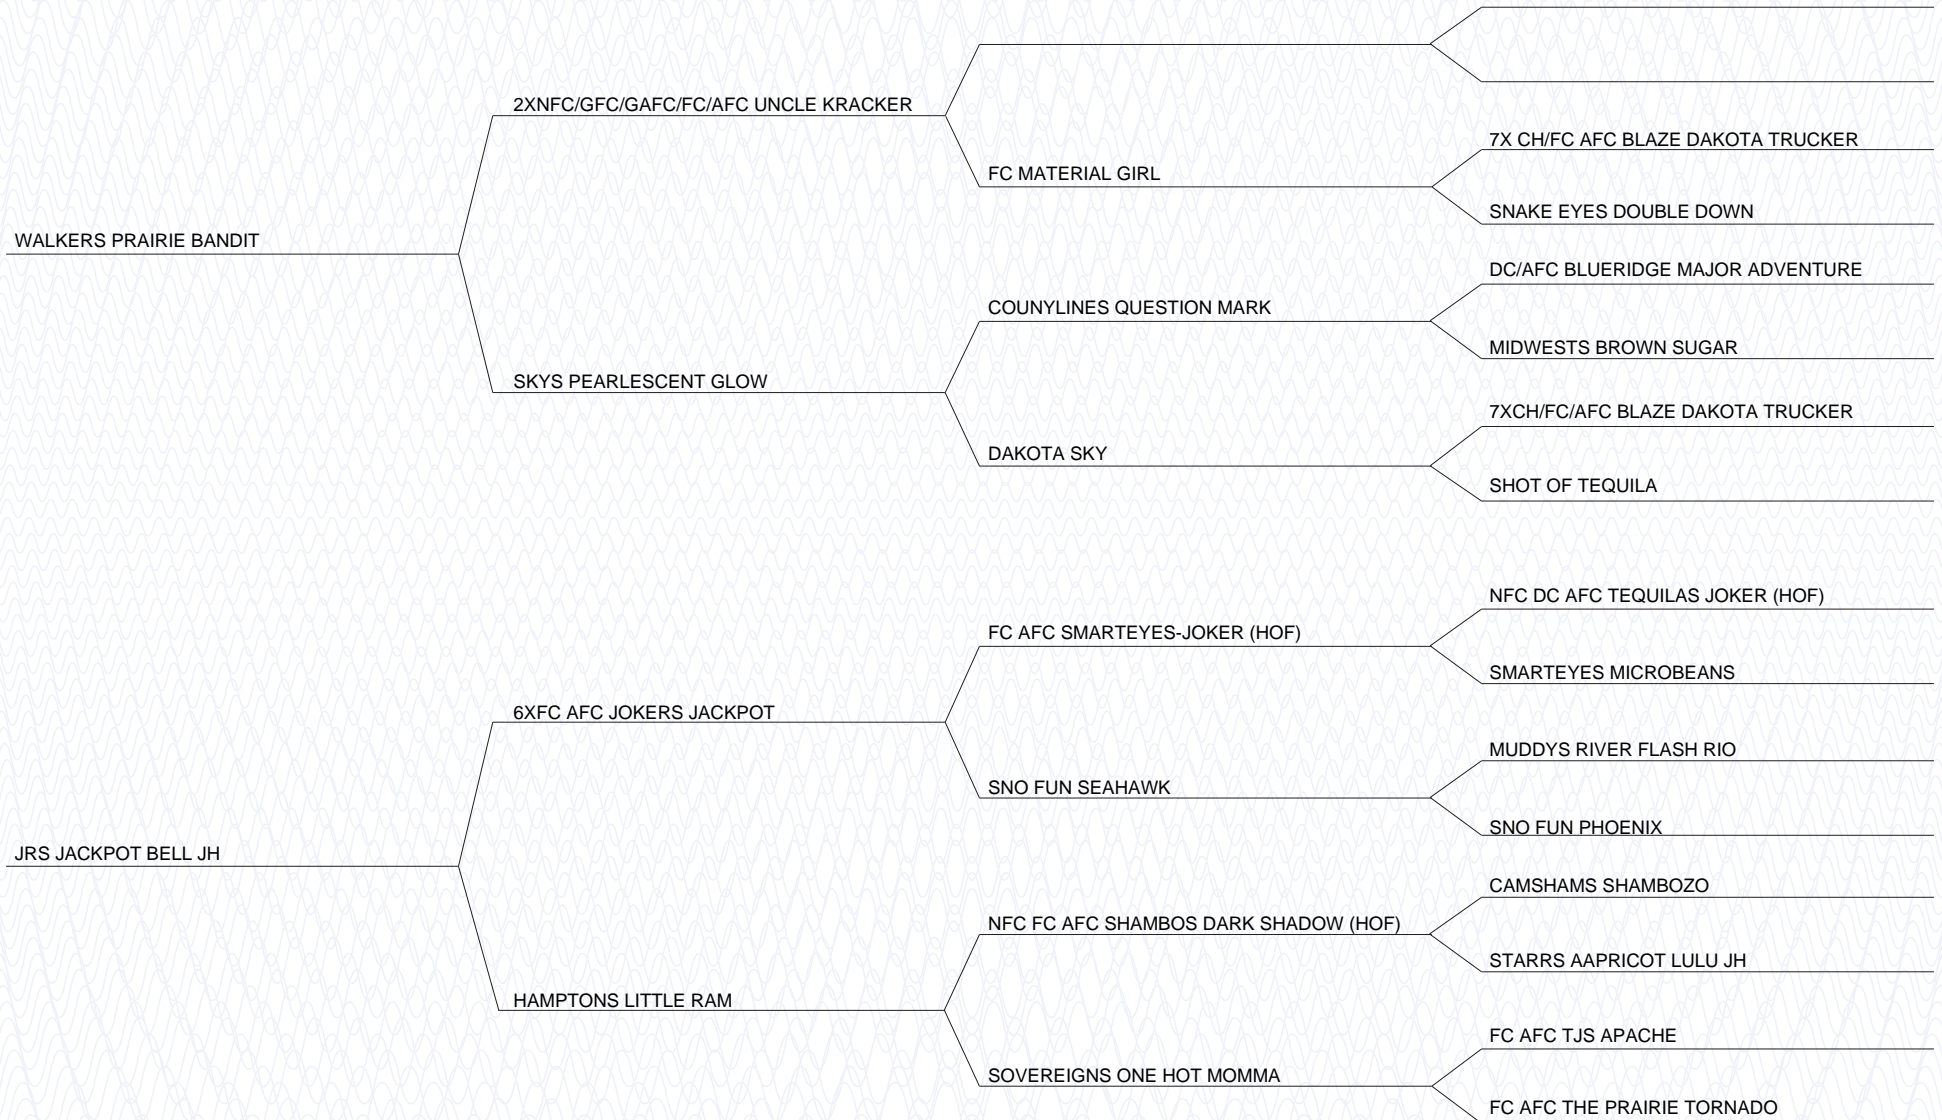 2XNFC/GFC/GAFC/FC/AFC UNCLE KRACKER
7X CH/FC AFC BLAZE DAKOTA TRUCKER
FC MATERIAL GIRL
SNAKE EYES DOUBLE DOWN
WALKERS PRAIRIE BANDIT
DC/AFC BLUERIDGE MAJOR ADVENTURE
COUNYLINES QUESTION MARK
MIDWESTS BROWN SUGAR
SKYS PEARLESCENT GLOW
7XCH/FC/AFC BLAZE DAKOTA TRUCKER
DAKOTA SKY
SHOT OF TEQUILA
NFC DC AFC TEQUILAS JOKER (HOF)
FC AFC SMARTEYES-JOKER (HOF)
SMARTEYES MICROBEANS
6XFC AFC JOKERS JACKPOT
MUDDYS RIVER FLASH RIO
SNO FUN SEAHAWK
SNO FUN PHOENIX
JRS JACKPOT BELL JH
CAMSHAMS SHAMBOZO
NFC FC AFC SHAMBOS DARK SHADOW (HOF)
STARRS AAPRICOT LULU JH
HAMPTONS LITTLE RAM
FC AFC TJS APACHE
SOVEREIGNS ONE HOT MOMMA
FC AFC THE PRAIRIE TORNADO